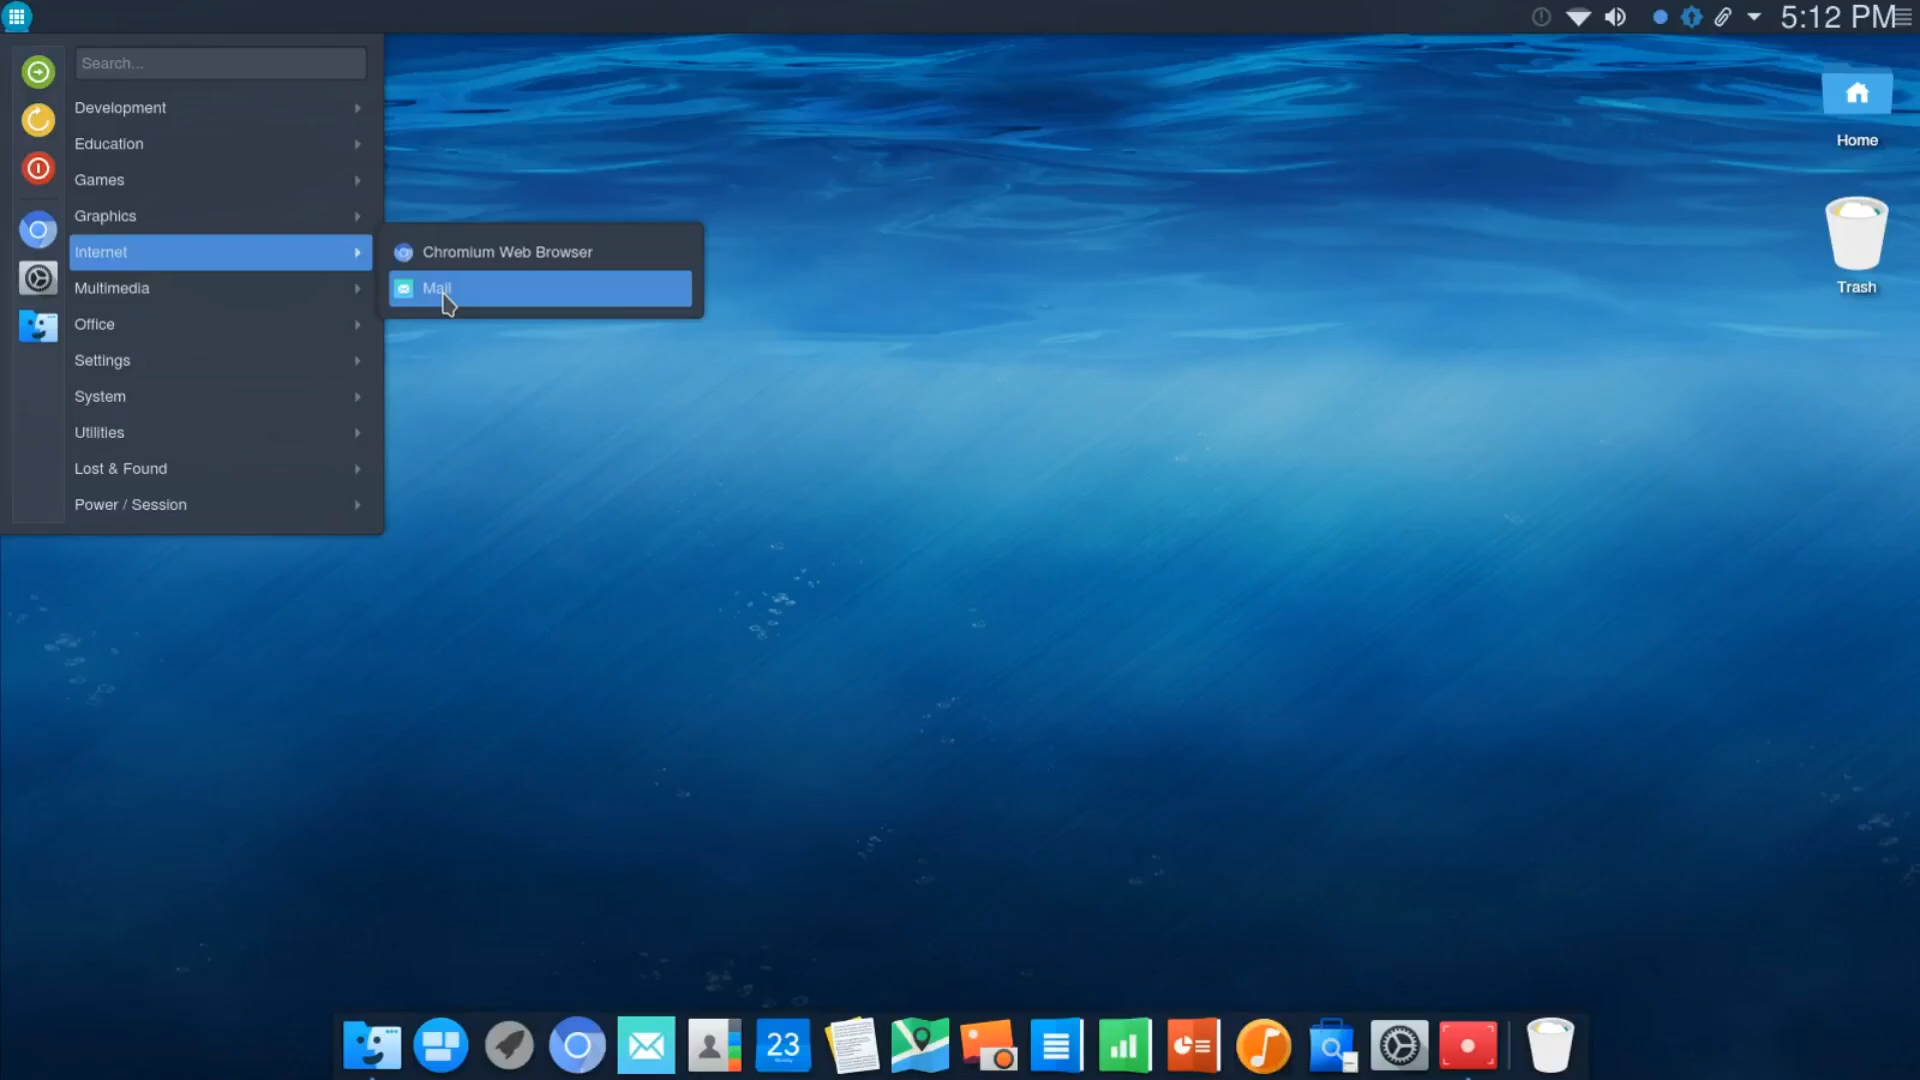 5:12 PM
Search...
Development
Education
Games
Graphics
Internet
Multimedia
Office
Settings
System
Utilities
Lost & Found
Power / Session
Chromium Web Browser
Mail
Home
Trash
23